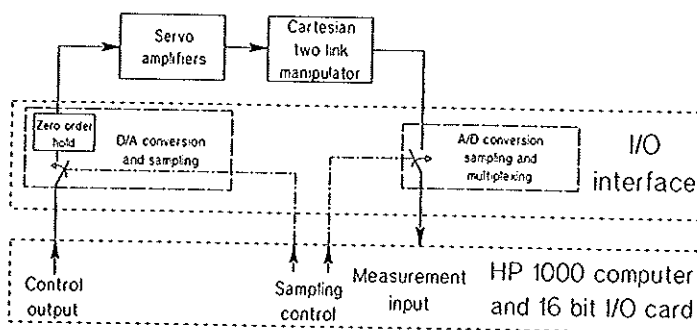 Servo
amplifiers
Cartesian
two link
manipulator
Zero order
hold
D/A conversion
and sampling
A/D conversion
sampling and
multiplexing
I/O
interface
Control
output
Sampling
control
Measurement
input
HP 1000 computer
and 16 bit I/O card